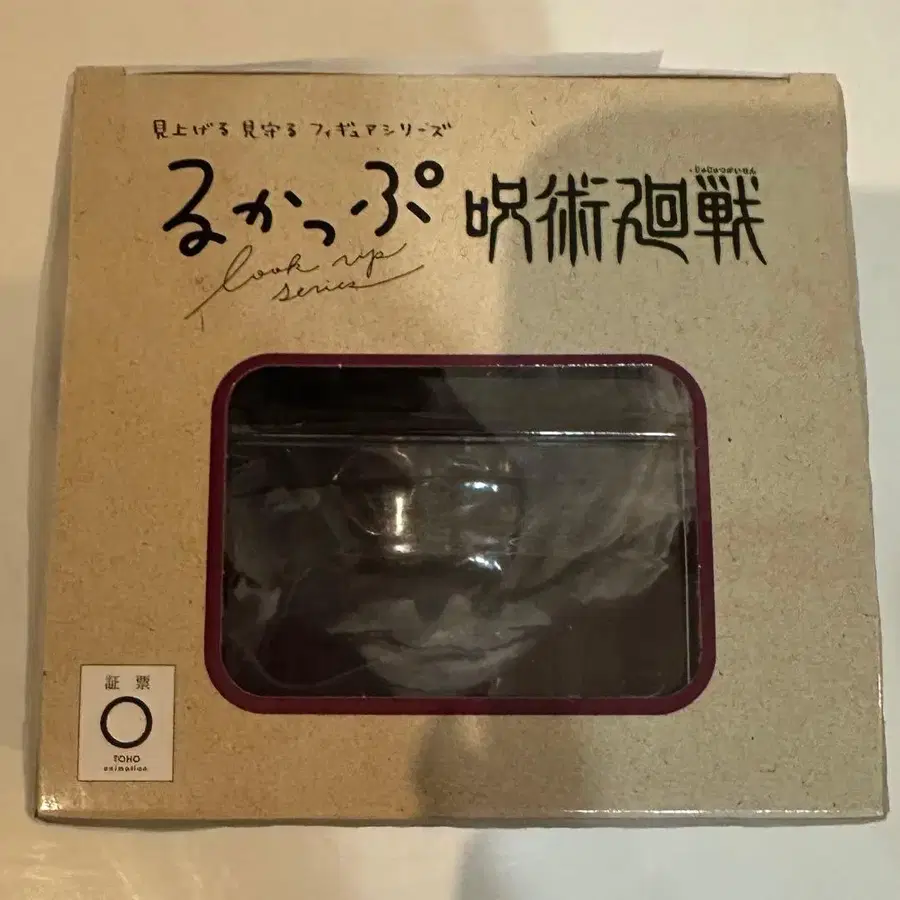 見上げる 見守る フィギュアシリーズ
るかっぷ
look up
series
じゅじゅつかいせん
呪術廻戦
証 票
TOHO
animation